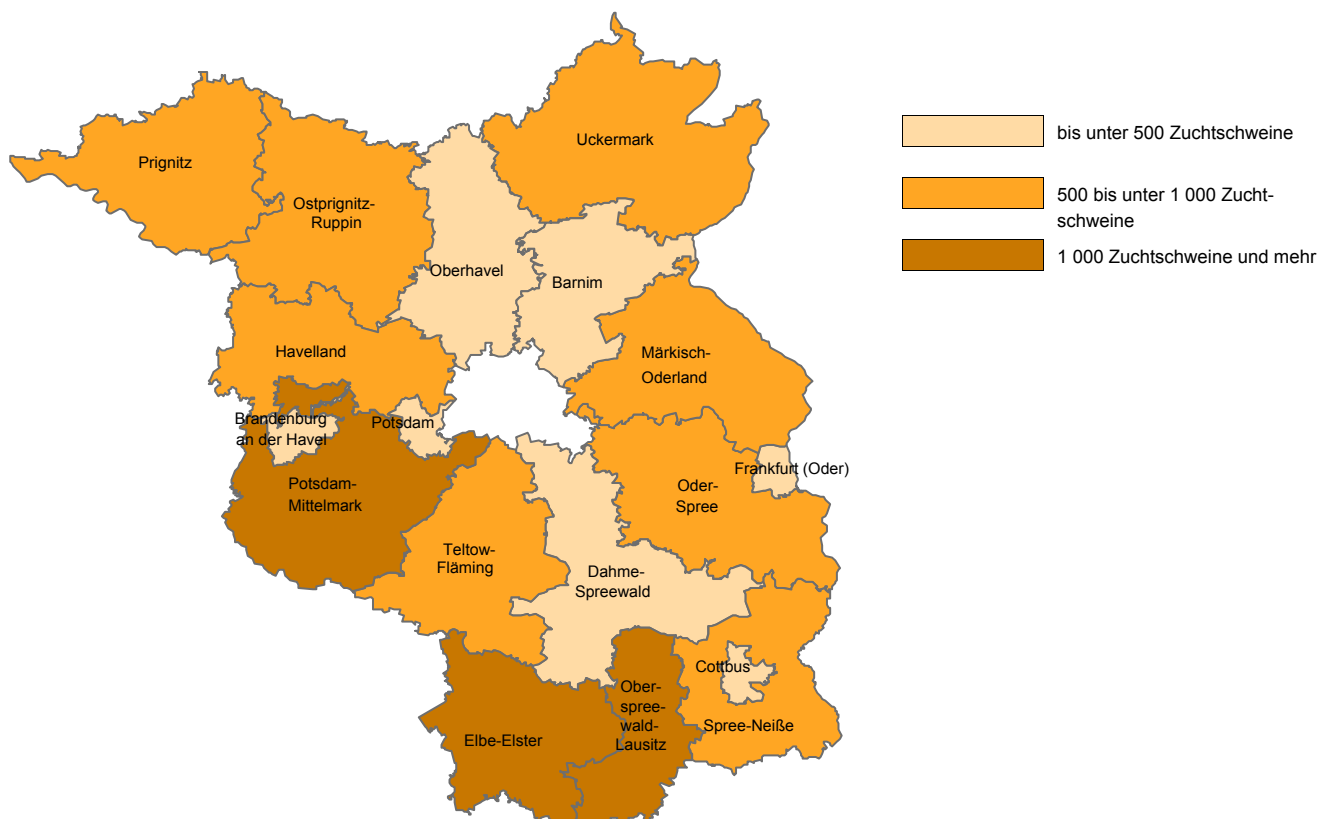 Uckermark
Prignitz
Ostprignitz-
Ruppin
Oberhavel
Barnim
Havelland
Märkisch-
Oderland
Brandenburg
an der Havel
Potsdam
Frankfurt (Oder)
Potsdam-
Mittelmark
Oder-
Spree
Teltow-
Fläming
Dahme-
Spreewald
Cottbus
Ober-
spree-
wald-
Lausitz
Spree-Neiße
Elbe-Elster
bis unter 500 Zuchtschweine
500 bis unter 1 000 Zucht-
schweine
1 000 Zuchtschweine und mehr